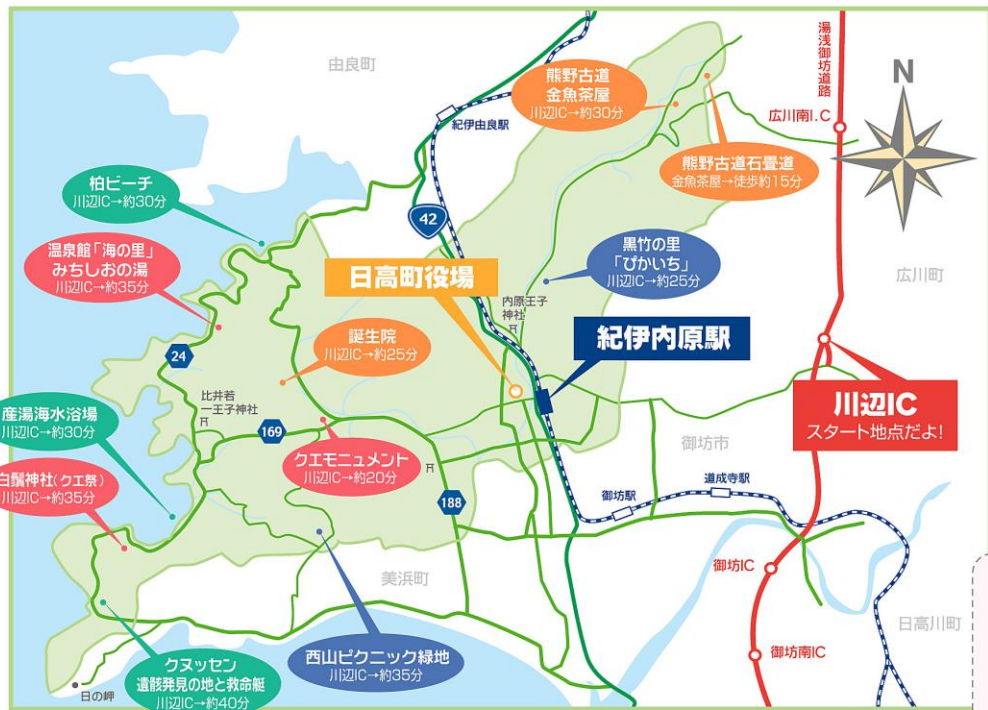 由良町
紀伊由良駅
42
熊野古道
金魚茶屋
川辺IC→約30分
熊野古道石畳道
金魚茶屋→徒歩約15分
湯浅御坊道路
広川南I.C
N
広川町
柏ビーチ
川辺IC→約30分
温泉館「海の里」
みちしおの湯
川辺IC→約35分
日高町役場
内原王子
神社
黒竹の里
「ぴかいち」
川辺IC→約25分
紀伊内原駅
川辺IC
スタート地点だよ!
24
誕生院
川辺IC→約25分
比井若
一王子神社
169
クエモニュメント
川辺IC→約20分
188
産湯海水浴場
川辺IC→約30分
白鬚神社(クエ祭)
川辺IC→約35分
御坊市
御坊駅
道成寺駅
御坊IC
御坊南IC
日高川町
美浜町
西山ピクニック緑地
川辺IC→約35分
クヌッセン
遺骸発見の地と救命艇
川辺IC→約40分
日の岬